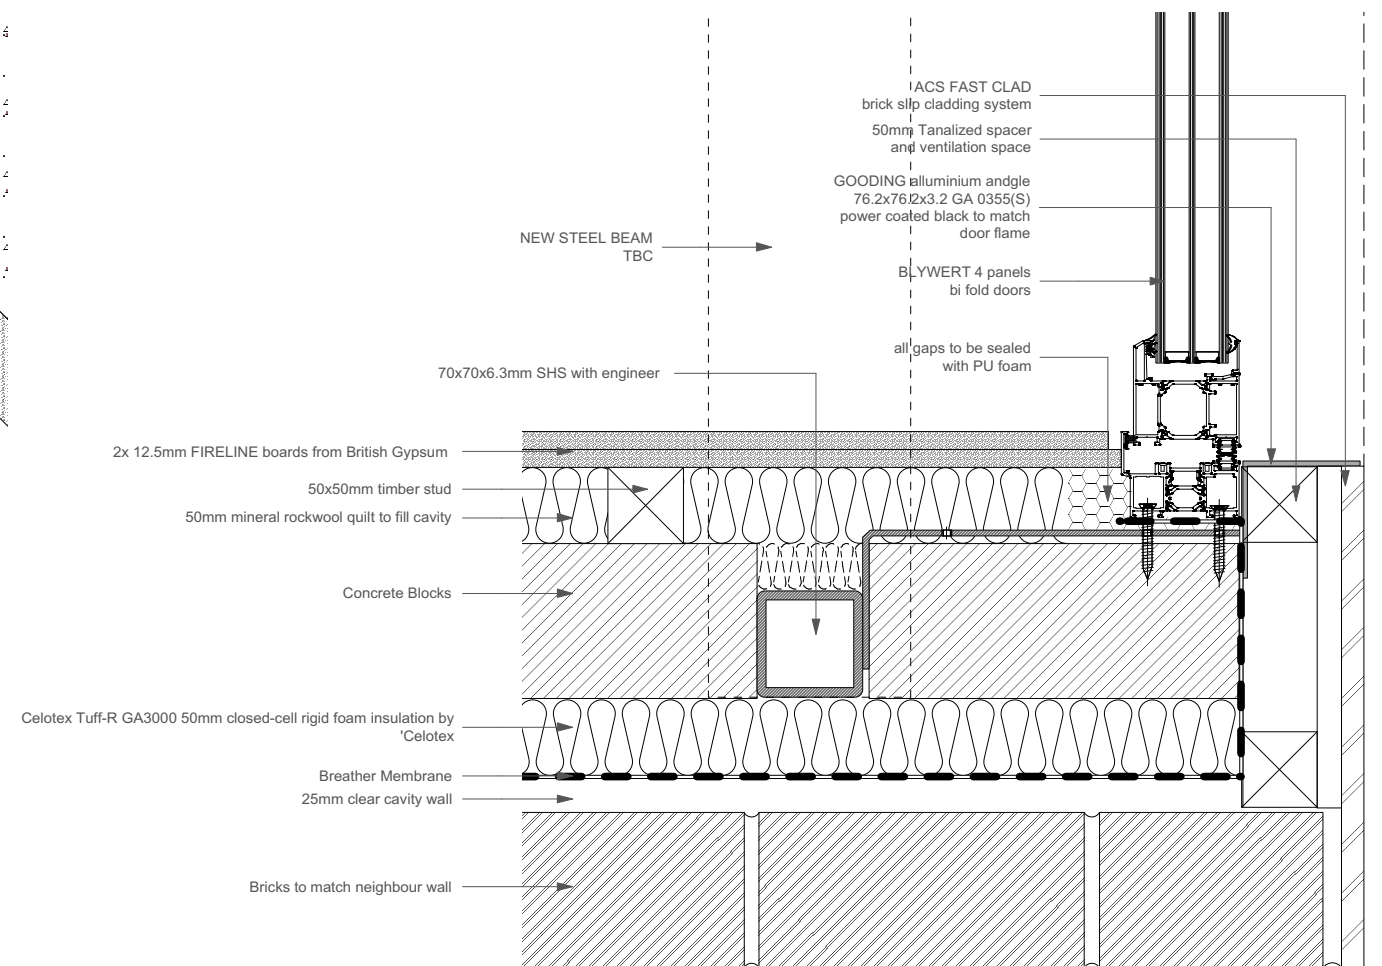 ACS FAST CLAD
brick slip cladding system
50mm Tanalized spacer
and ventilation space
GOODING alluminium andgle
76.2x76.2x3.2 GA 0355(S)
power coated black to match
door flame
NEW STEEL BEAM
TBC
BLYWERT 4 panels
bi fold doors
all gaps to be sealed
with PU foam
70x70x6.3mm SHS with engineer
2x 12.5mm FIRELINE boards from British Gypsum
50x50mm timber stud
50mm mineral rockwool quilt to fill cavity
Concrete Blocks
Celotex Tuff-R GA3000 50mm closed-cell rigid foam insulation by
'Celotex
Breather Membrane
25mm clear cavity wall
Bricks to match neighbour wall